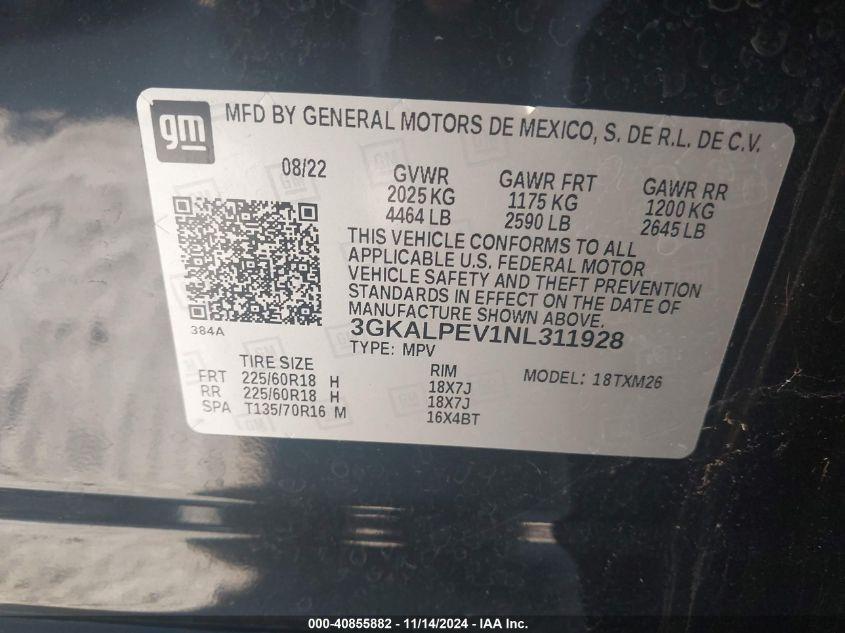 gm
MFD BY GENERAL MOTORS DE MEXICO, S. DE R.L. DE C.V.
08/22
GVWR GAWR FRT GAWR RR
2025 KG 1175 KG 1200 KG
4464 LB 2590 LB 2645 LB
THIS VEHICLE CONFORMS TO ALL
APPLICABLE U.S. FEDERAL MOTOR
VEHICLE SAFETY AND THEFT PREVENTION
STANDARDS IN EFFECT ON THE DATE OF
MANUFACTURE SHOWN ABOVE.
384A
3GKALPEV1NL311928
TYPE: MPV
TIRE SIZE RIM MODEL: 18TXM26
FRT 225/60R18 H 18X7J
RR 225/60R18 H 18X7J
SPA T135/70R16 M 16X4BT
000-40855882 - 11/14/2024 - IAA Inc.